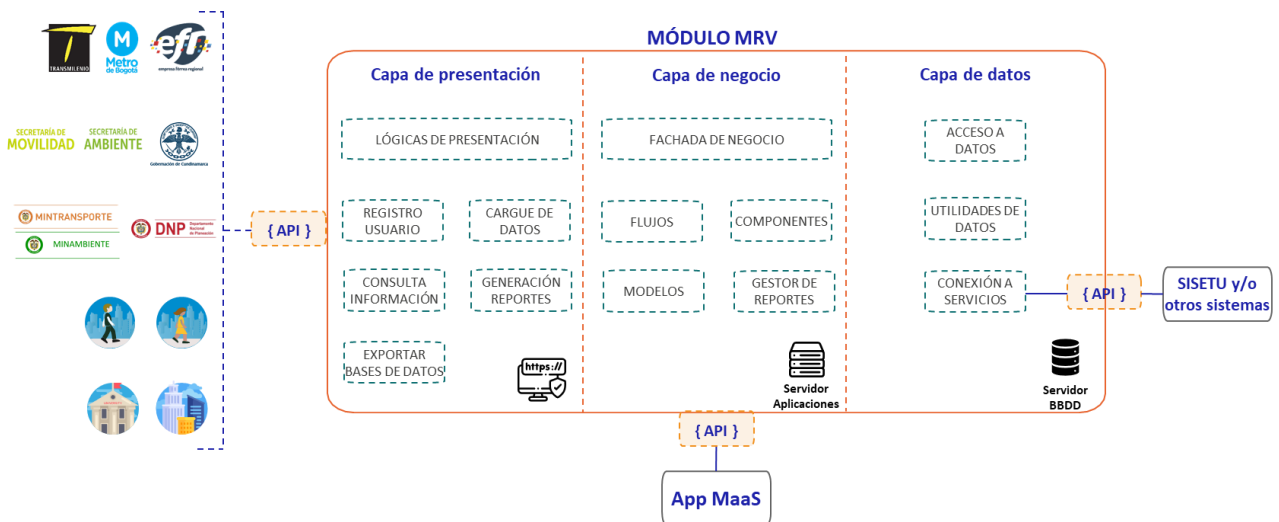 TRANSMILENIO
M
Metro
de Bogotá
efr
empresa férrea regional
SECRETARÍA DE
MOVILIDAD
SECRETARÍA DE
AMBIENTE
Gobernación de Cundinamarca
MINTRANSPORTE
MINAMBIENTE
DNP
Departamento
Nacional
de Planeación
{ API }
MÓDULO MRV
Capa de presentación
LÓGICAS DE PRESENTACIÓN
REGISTRO
USUARIO
CARGUE DE
DATOS
CONSULTA
INFORMACIÓN
GENERACIÓN
REPORTES
EXPORTAR
BASES DE DATOS
https://
Capa de negocio
FACHADA DE NEGOCIO
FLUJOS
COMPONENTES
MODELOS
GESTOR DE
REPORTES
Servidor
Aplicaciones
Capa de datos
ACCESO A
DATOS
UTILIDADES DE
DATOS
CONEXIÓN A
SERVICIOS
Servidor
BBDD
{ API }
SISETU y/o
otros sistemas
{ API }
App MaaS